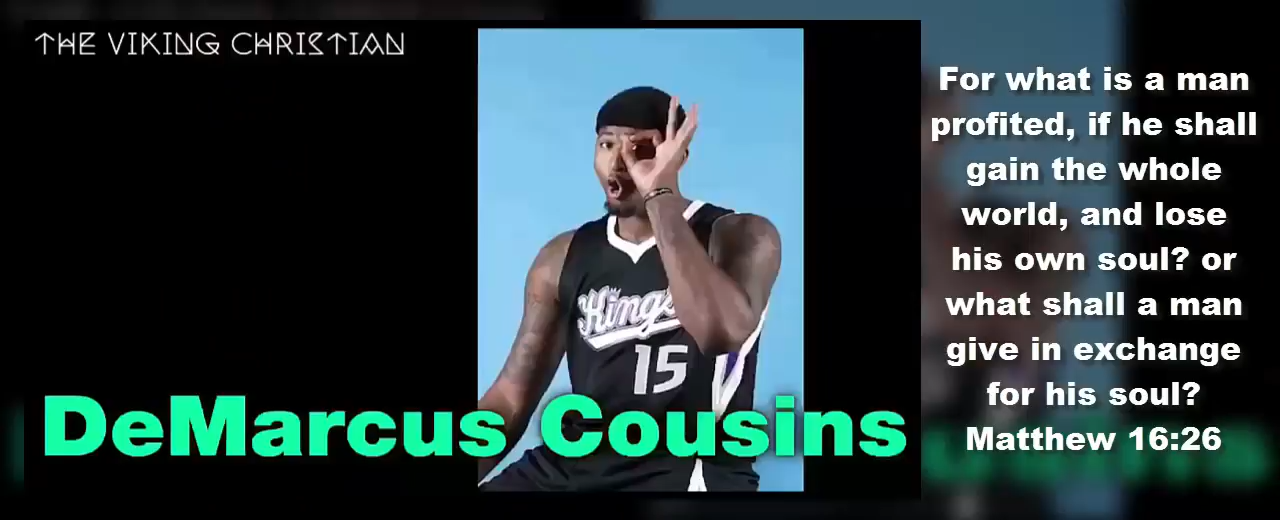 THE VIKING CHRISTIAN
Kings
15
DeMarcus Cousins
For what is a man
profited, if he shall
gain the whole
world, and lose
his own soul? or
what shall a man
give in exchange
for his soul?
Matthew 16:26